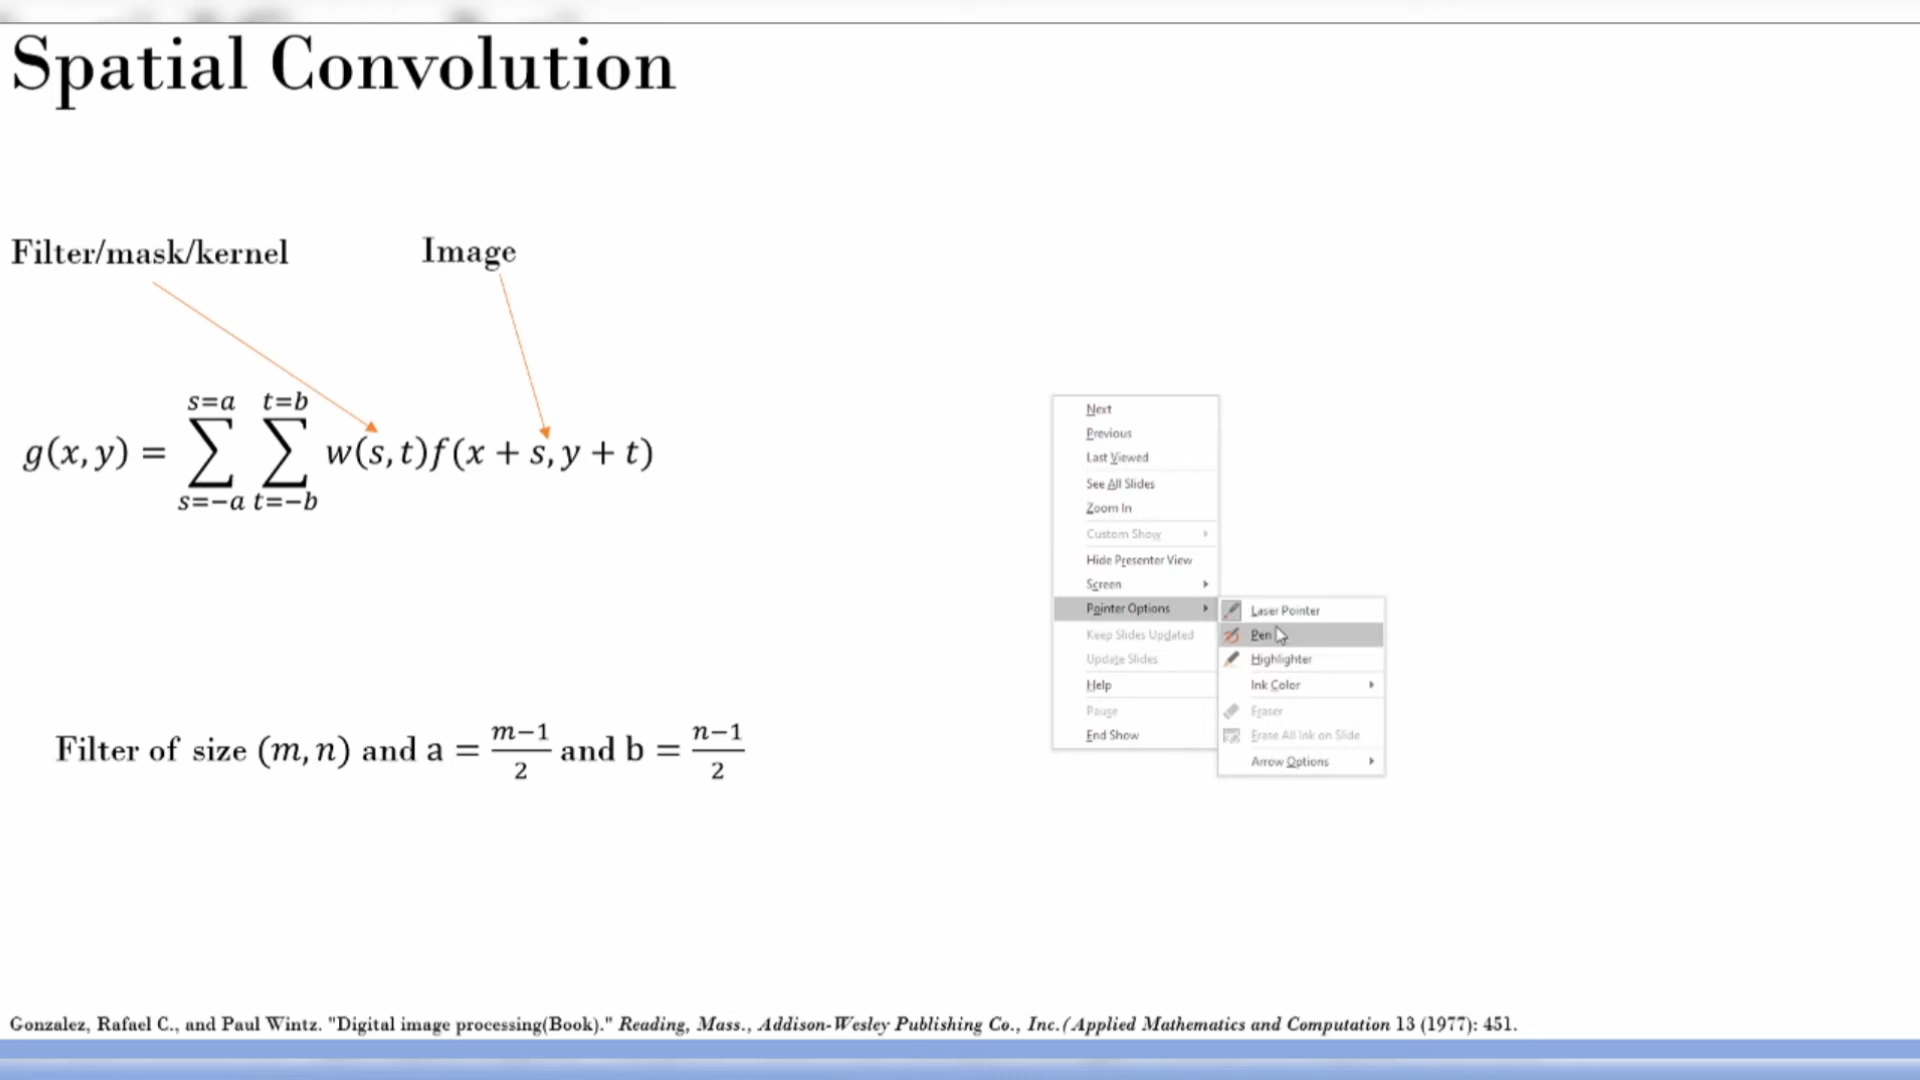 Spatial Convolution
Filter/mask/kernel
Image
s=a t=b
g(x,y) = ∑ ∑ w(s,t)f(x + s,y + t)
s=−a t=−b
Filter of size (m,n) and a = \frac{m−1}{2} and b = \frac{n−1}{2}
Next
Previous
Last Viewed
See All Slides
Zoom In
Custom Show
Hide Presenter View
Screen
Pointer Options
Keep Slides Updated
Update Slides
Help
Pause
End Show
Laser Pointer
Pen
Highlighter
Ink Color
Eraser
Erase All Ink on Slide
Arrow Options
Gonzalez, Rafael C., and Paul Wintz. "Digital image processing(Book)." Reading, Mass., Addison-Wesley Publishing Co., Inc.(Applied Mathematics and Computation 13 (1977): 451.